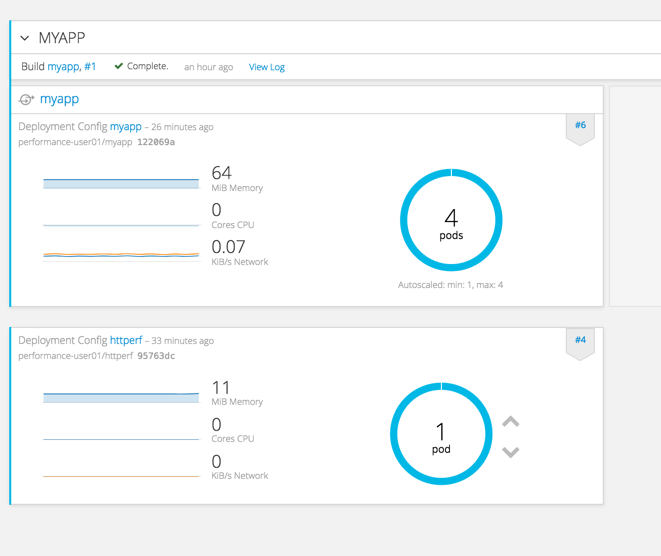 MYAPP
Build myapp, #1 Complete. an hour ago View Log
myapp
Deployment Config myapp – 26 minutes ago
#6
performance-user01/myapp 122069a
64
MiB Memory
0
Cores CPU
0.07
KiB/s Network
4
pods
Autoscaled: min: 1, max: 4
Deployment Config httperf – 33 minutes ago
#4
performance-user01/httperf 95763dc
11
MiB Memory
0
Cores CPU
0
KiB/s Network
1
pod